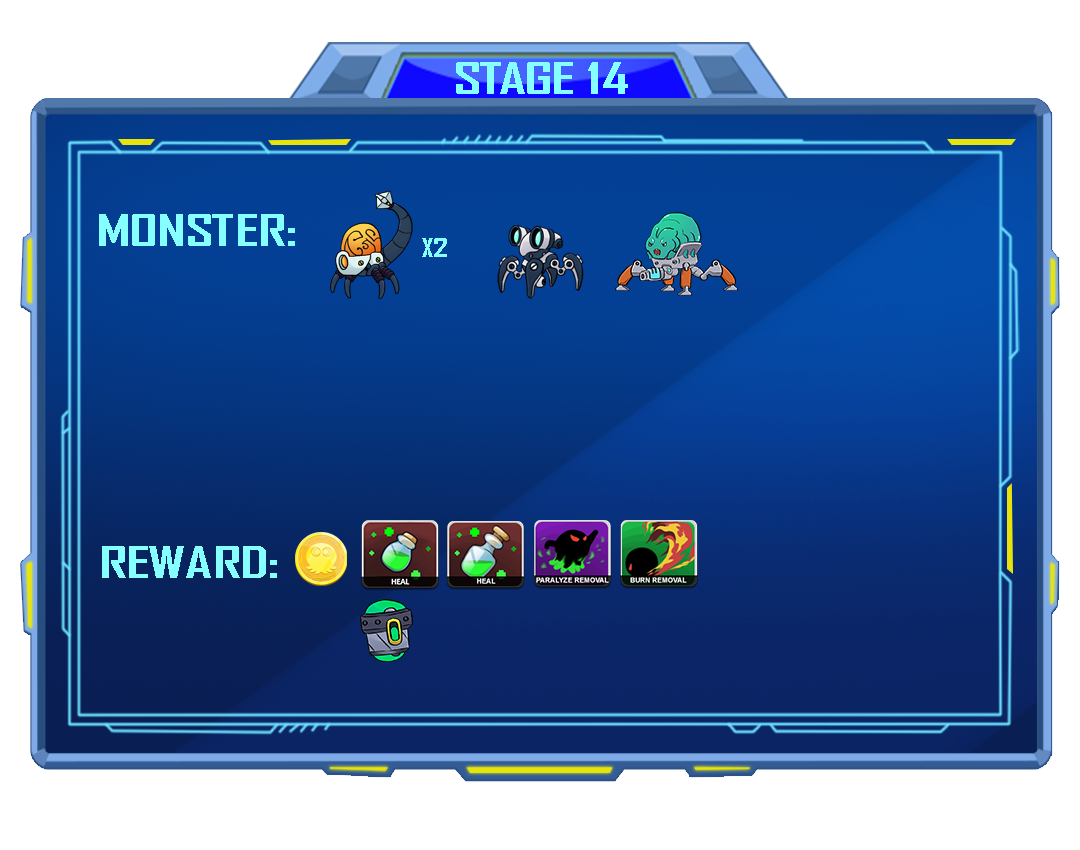 STAGE 14
MONSTER:
X2
REWARD:
HEAL
HEAL
PARALYZE REMOVAL
BURN REMOVAL